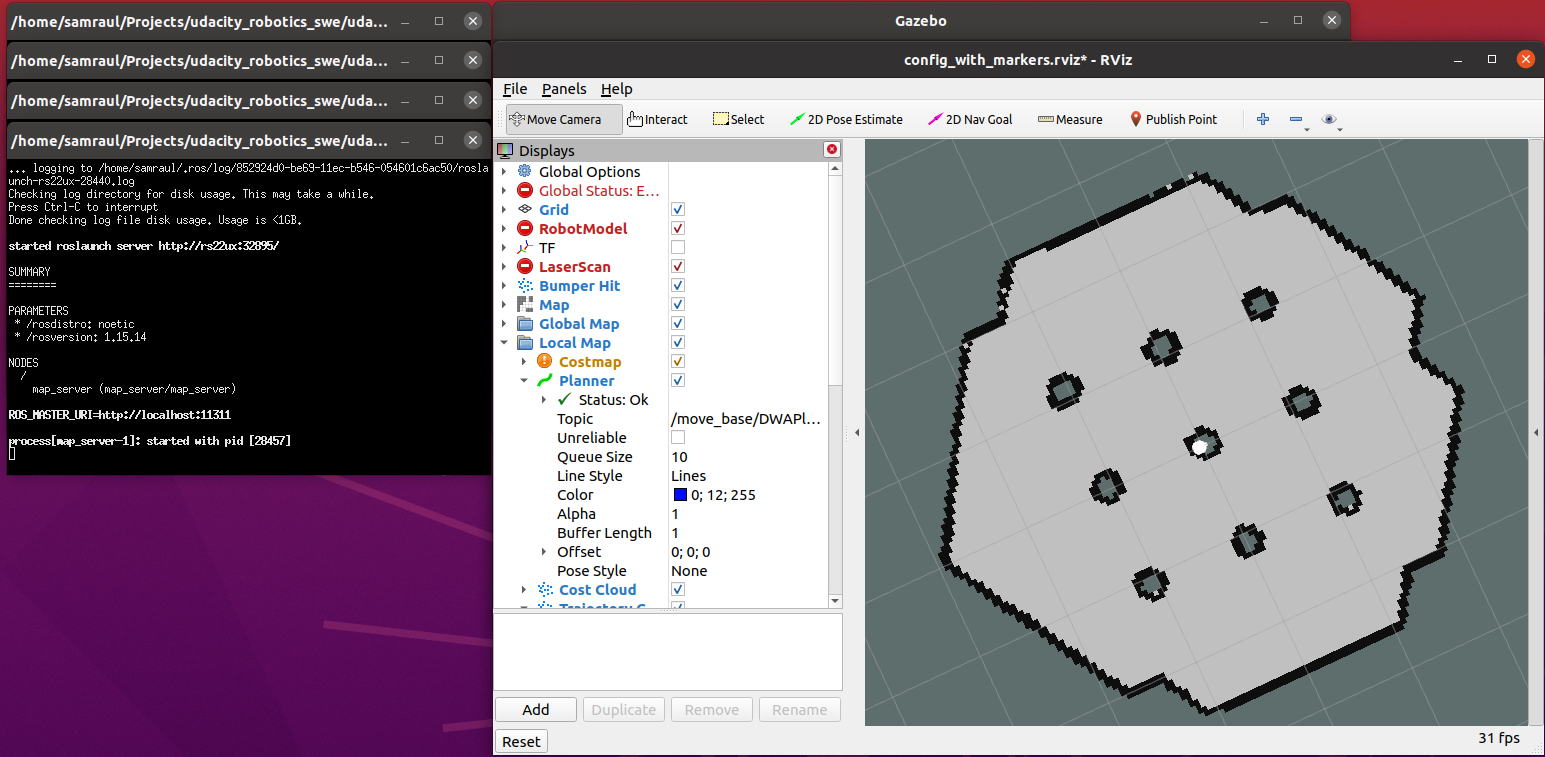 /home/samraul/Projects/udacity_robotics_swe/uda...
/home/samraul/Projects/udacity_robotics_swe/uda...
/home/samraul/Projects/udacity_robotics_swe/uda...
/home/samraul/Projects/udacity_robotics_swe/uda...
... logging to /home/samraul/.ros/log/852924d0-be69-11ec-b546-054601c6ac50/rosla
unch-rs22ux-28440.log
Checking log directory for disk usage. This may take a while.
Press Ctrl-C to interrupt
Done checking log file disk usage. Usage is <1GB.
started roslaunch server http://rs22ux:32895/
SUMMARY
========
PARAMETERS
* /rosdistro: noetic
* /rosversion: 1.15.14
NODES
/
map_server (map_server/map_server)
ROS_MASTER_URI=http://localhost:11311
process[map_server-1]: started with pid [28457]
Gazebo
config_with_markers.rviz* - RViz
File Panels Help
Move Camera Interact Select 2D Pose Estimate 2D Nav Goal Measure Publish Point
Displays
Global Options
Global Status: E...
Grid
RobotModel
TF
LaserScan
Bumper Hit
Map
Global Map
Local Map
Costmap
Planner
Status: Ok
Topic /move_base/DWAPl...
Unreliable
Queue Size 10
Line Style Lines
Color 0; 12; 255
Alpha 1
Buffer Length 1
Offset 0; 0; 0
Pose Style None
Cost Cloud
Add Duplicate Remove Rename
Reset
31 fps